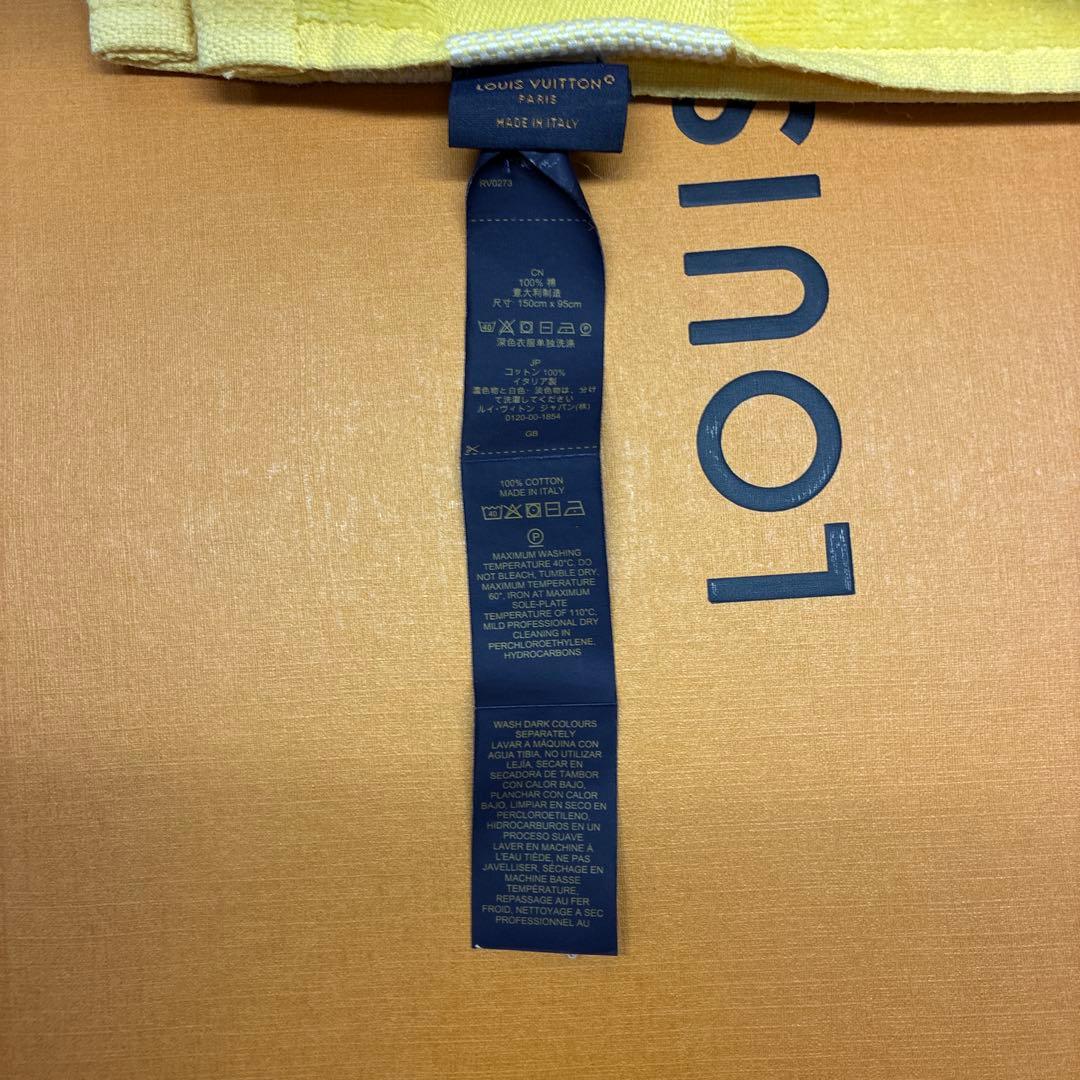 LOUIS VUITTON
PARIS
MADE IN ITALY
RV0273
CN
100% 棉
意大利制造
尺寸: 150cm x 95cm
40
深色衣服单独洗涤
JP
コットン 100%
イタリア製
濃色物と白色・淡色物は、分け
て洗濯してください
ルイ・ヴィトン ジャパン(株)
0120-00-1854
GB
100% COTTON
MADE IN ITALY
40
P
MAXIMUM WASHING
TEMPERATURE 40°C. DO
NOT BLEACH, TUMBLE DRY.
MAXIMUM TEMPERATURE
60°, IRON AT MAXIMUM
SOLE-PLATE
TEMPERATURE OF 110°C.
MILD PROFESSIONAL DRY
CLEANING IN
PERCHLOROETHYLENE.
HYDROCARBONS
WASH DARK COLOURS
SEPARATELY
LAVAR A MÁQUINA CON
AGUA TIBIA, NO UTILIZAR
LEJÍA, SECAR EN
SECADORA DE TAMBOR
CON CALOR BAJO,
PLANCHAR CON CALOR
BAJO, LIMPIAR EN SECO EN
PERCLOROETILENO,
HIDROCARBUROS EN UN
PROCESO SUAVE
LAVER EN MACHINE À
L'EAU TIÈDE, NE PAS
JAVELLISER, SÉCHAGE EN
MACHINE BASSE
TEMPÉRATURE,
REPASSAGE AU FER
FROID, NETTOYAGE A SEC
PROFESSIONNEL AU
LOUIS